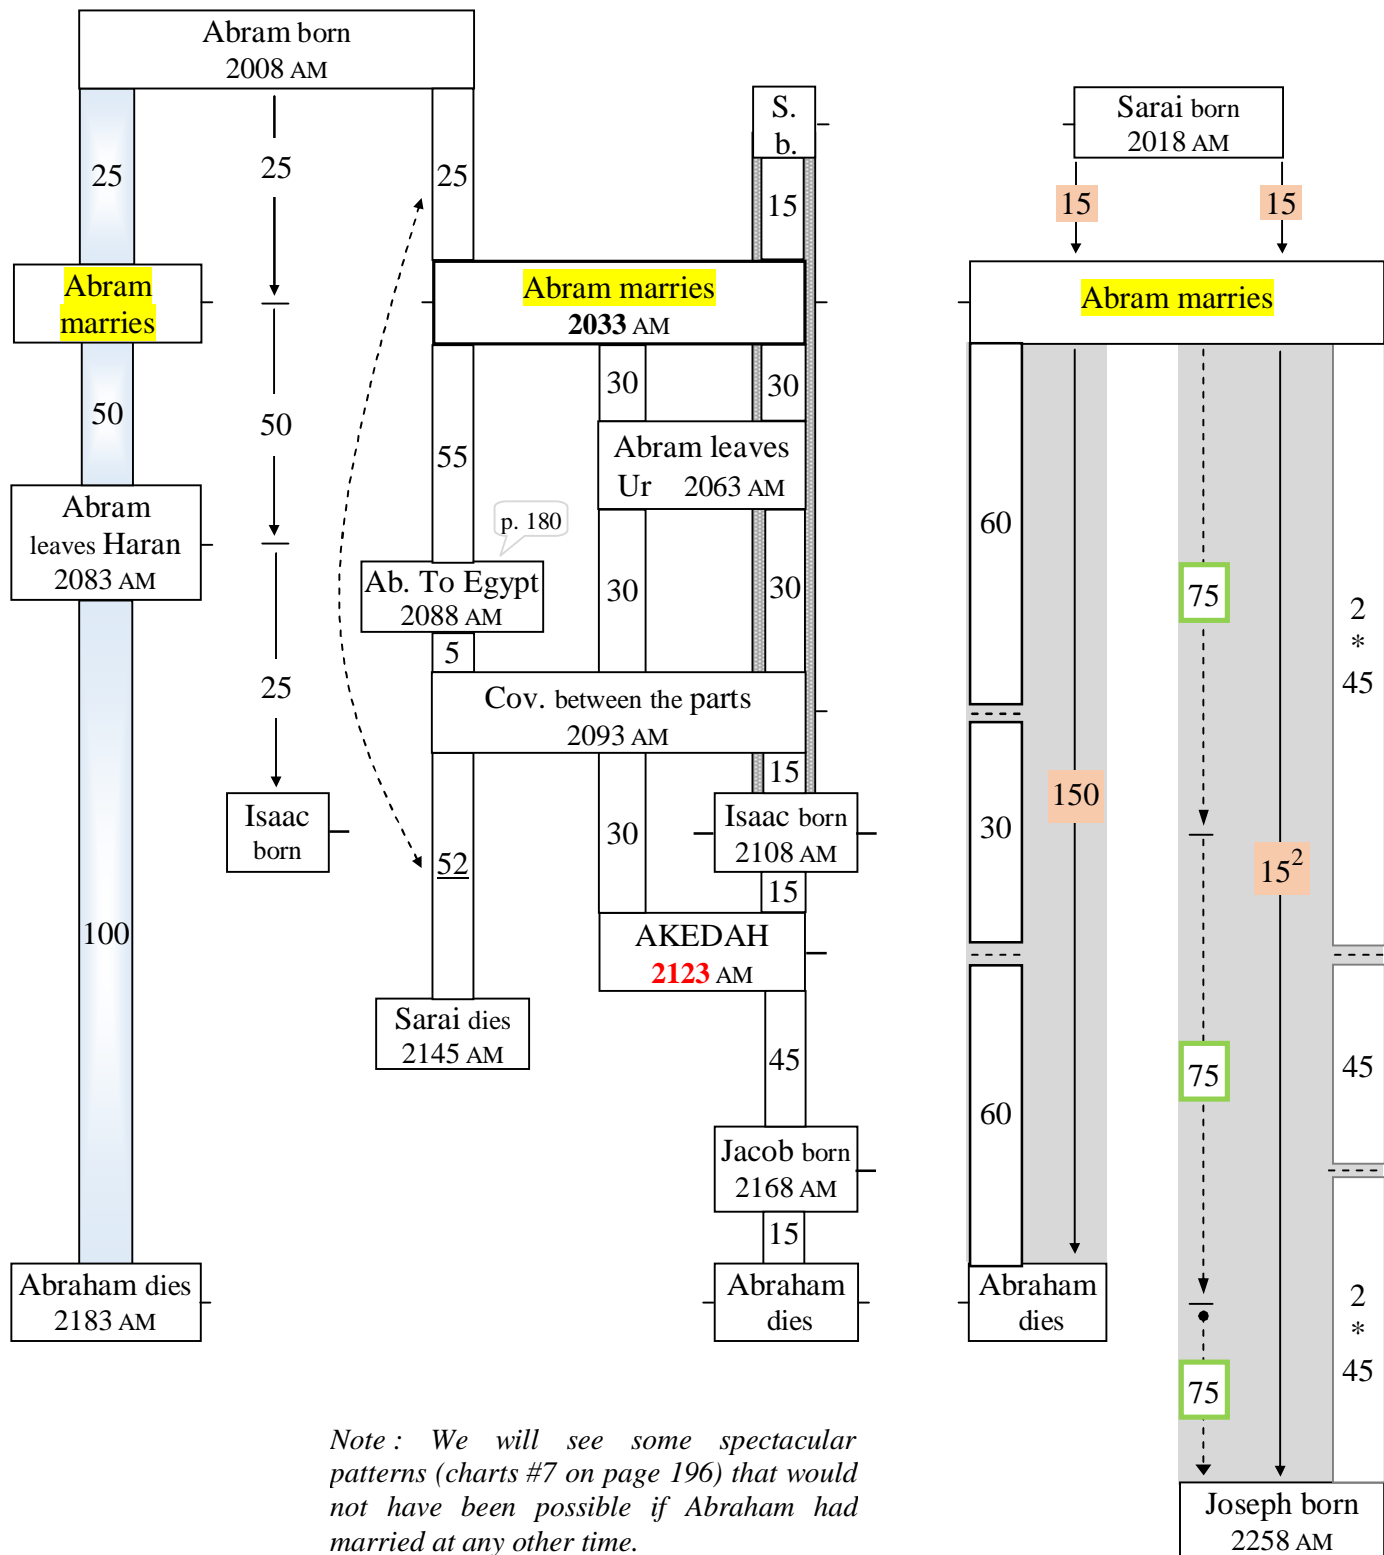 Abram born
2008 AM
S.
b.
Sarai born
2018 AM
25
25
25
15
15
15
Abram
marries
Abram marries
2033 AM
Abram marries
50
50
55
30
30
Abram leaves
Ur 2063 AM
60
75
2
*
45
Abram
leaves Haran
2083 AM
p. 180
Ab. To Egypt
2088 AM
30
30
5
25
Cov. between the parts
2093 AM
15
150
Isaac
born
Isaac born
2108 AM
30
30
52
15
15²
100
AKEDAH
2123 AM
Sarai dies
2145 AM
45
75
45
60
Jacob born
2168 AM
15
Abraham dies
2183 AM
Abraham
dies
Abraham
dies
2
*
45
75
Note : We will see some spectacular
patterns (charts #7 on page 196) that would
not have been possible if Abraham had
married at any other time.
Joseph born
2258 AM